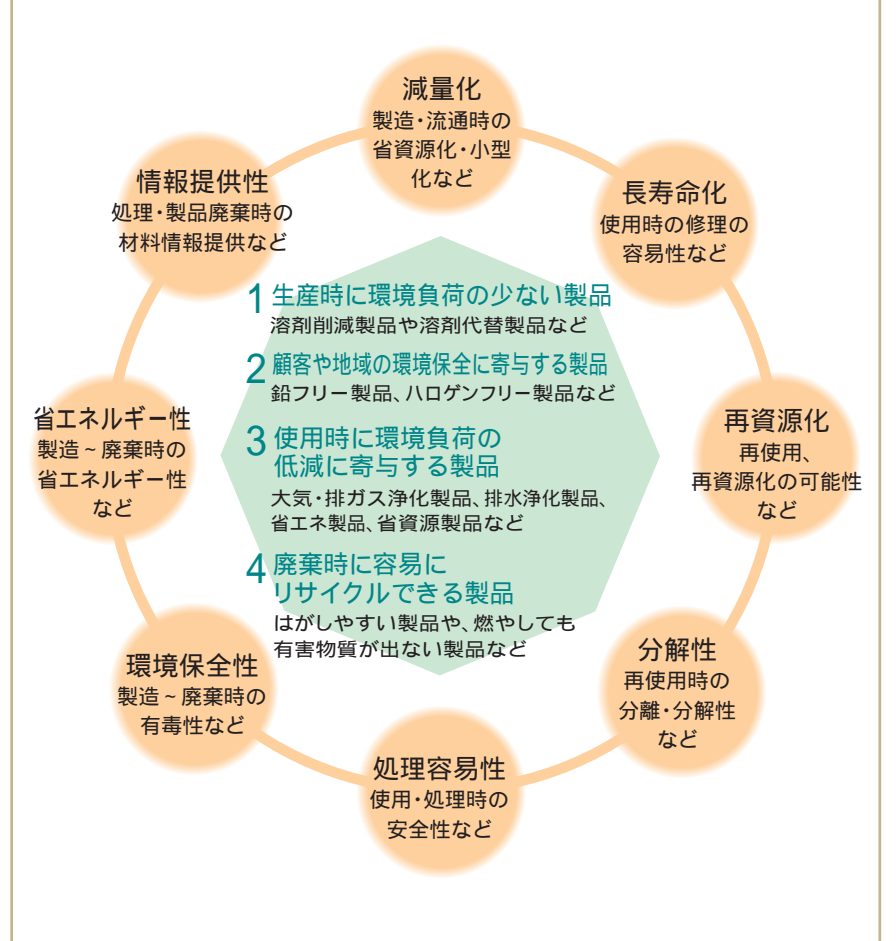 減量化
製造・流通時の
省資源化・小型
化など
長寿命化
使用時の修理の
容易性など
再資源化
再使用、
再資源化の可能性
など
分解性
再使用時の
分離・分解性
など
処理容易性
使用・処理時の
安全性など
環境保全性
製造~廃棄時の
有毒性など
省エネルギー性
製造~廃棄時の
省エネルギー性
など
情報提供性
処理・製品廃棄時の
材料情報提供など
1 生産時に環境負荷の少ない製品
溶剤削減製品や溶剤代替製品など
2 顧客や地域の環境保全に寄与する製品
鉛フリー製品、ハロゲンフリー製品など
3 使用時に環境負荷の
低減に寄与する製品
大気・排ガス浄化製品、排水浄化製品、
省エネ製品、省資源製品など
4 廃棄時に容易に
リサイクルできる製品
はがしやすい製品や、燃やしても
有害物質が出ない製品など